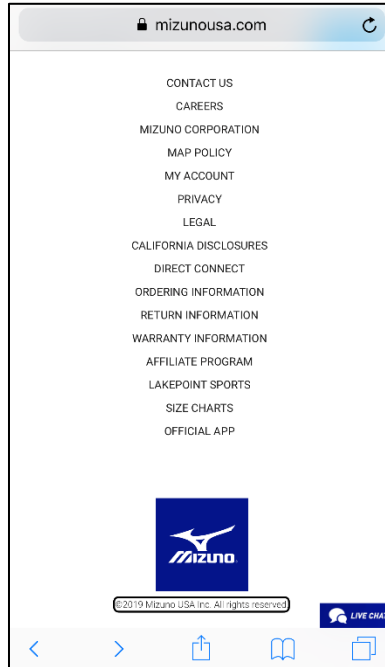 mizunousa.com
CONTACT US
CAREERS
MIZUNO CORPORATION
MAP POLICY
MY ACCOUNT
PRIVACY
LEGAL
CALIFORNIA DISCLOSURES
DIRECT CONNECT
ORDERING INFORMATION
RETURN INFORMATION
WARRANTY INFORMATION
AFFILIATE PROGRAM
LAKEPOINT SPORTS
SIZE CHARTS
OFFICIAL APP
MIZUNO
©2019 Mizuno USA Inc. All rights reserved.
LIVE CHAT